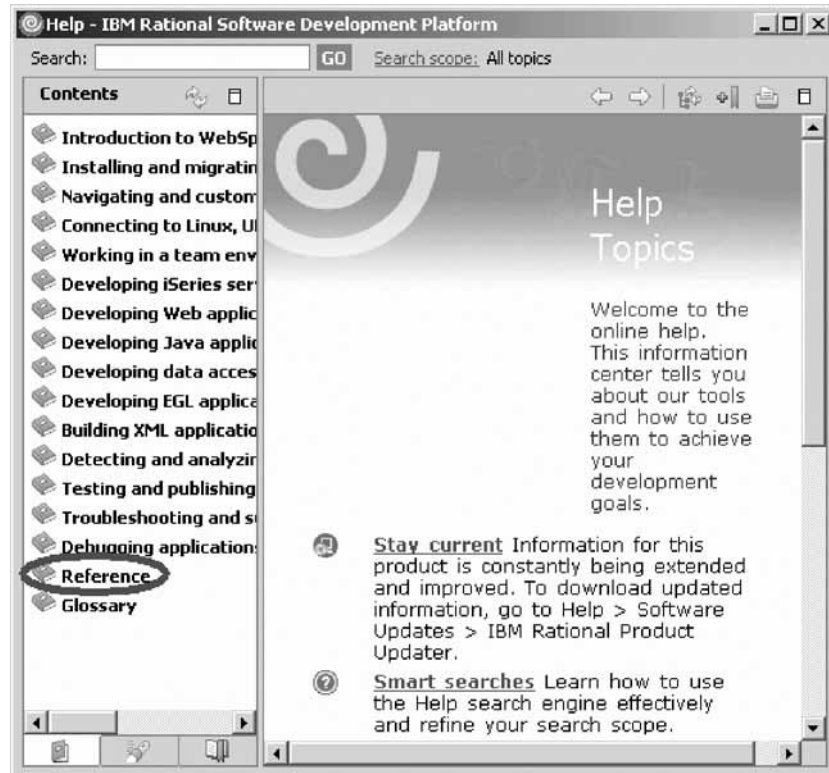 Help - IBM Rational Software Development Platform
Search:
GO
Search scope: All topics
Contents
Introduction to WebSp
Installing and migratin
Navigating and custom
Connecting to Linux, UI
Working in a team env
Developing iSeries ser
Developing Web applic
Developing Java applic
Developing data acces
Developing EGL applica
Building XML applicatio
Detecting and analyzin
Testing and publishing
Troubleshooting and s
Debugging application
Reference
Glossary
Help
Topics
Welcome to the
online help.
This information
center tells you
about our tools
and how to use
them to achieve
your
development
goals.
Stay current Information for this
product is constantly being extended
and improved. To download updated
information, go to Help > Software
Updates > IBM Rational Product
Updater.
Smart searches Learn how to use
the Help search engine effectively
and refine your search scope.